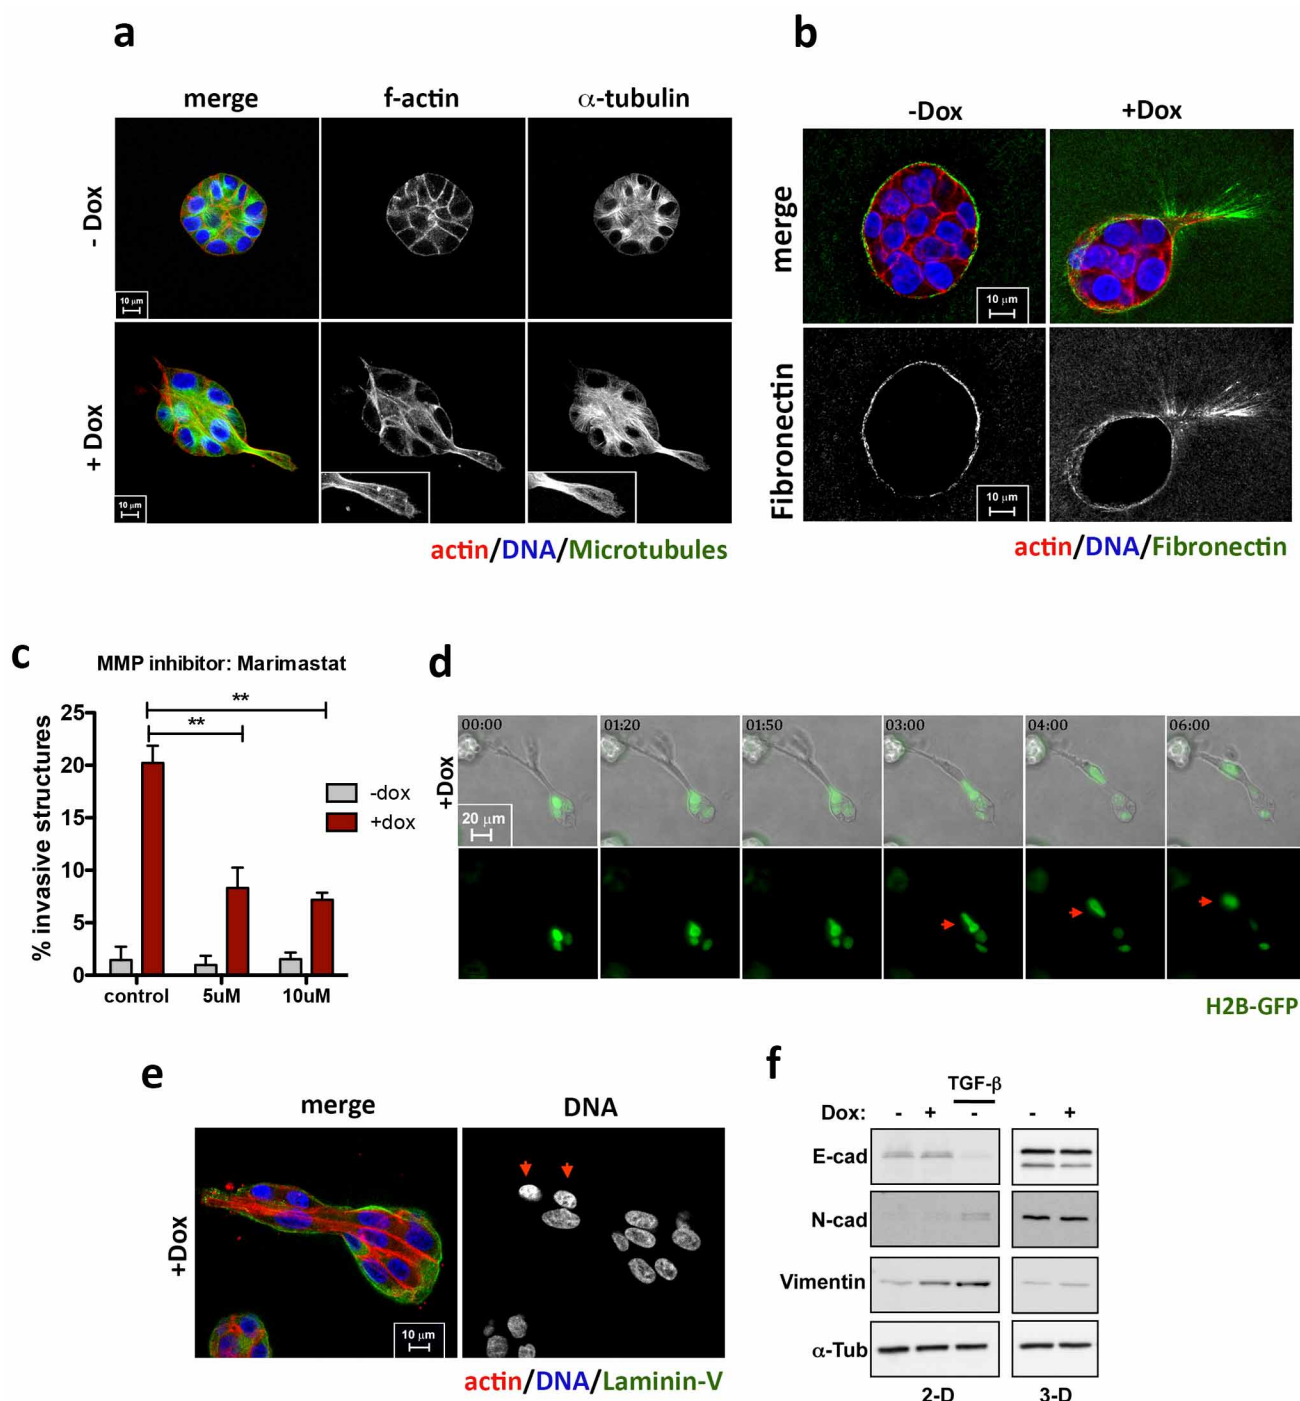 a
merge f-actin α-tubulin
- Dox
10 µm
+ Dox
10 µm
actin/DNA/Microtubules
b
-Dox +Dox
merge
10 µm
Fibronectin
10 µm
actin/DNA/Fibronectin
c
MMP inhibitor: Marimastat
**
**
% invasive structures
25
20
15
10
5
0
-dox
+dox
control 5uM 10uM
d
+Dox
00:00 01:20 01:50 03:00 04:00 06:00
20 µm
H2B-GFP
e
merge DNA
+Dox
10 µm
actin/DNA/Laminin-V
f
TGF-β
Dox: - + - - +
E-cad
N-cad
Vimentin
α-Tub
2-D 3-D